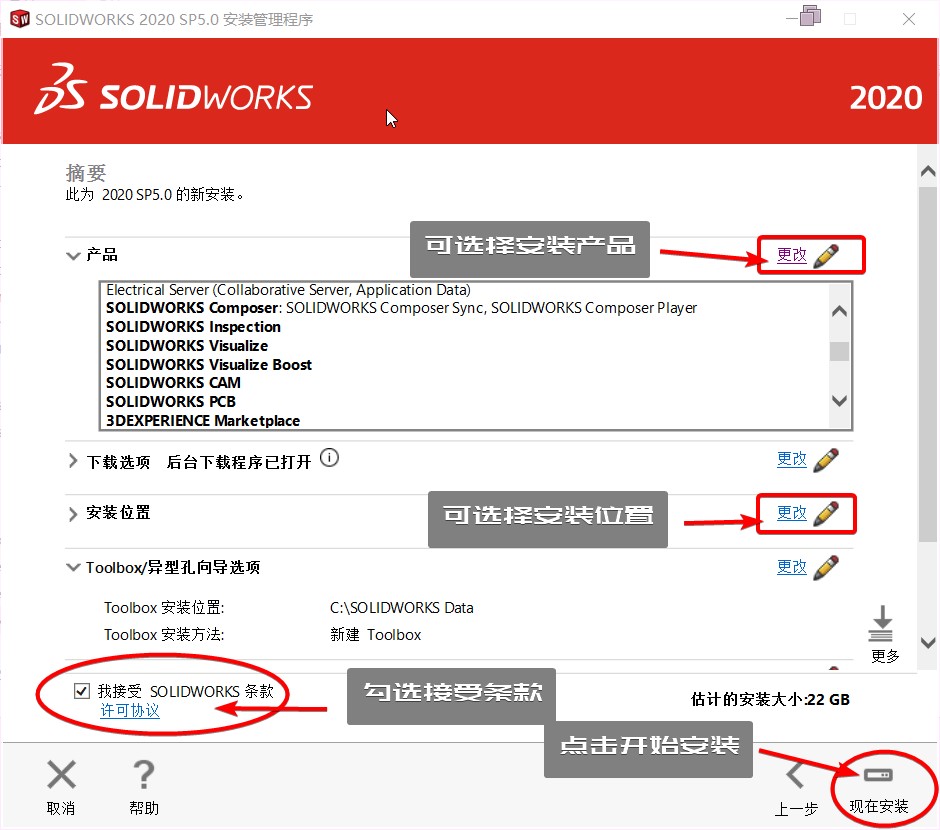 SOLIDWORKS 2020 SP5.0 安装管理程序
SOLIDWORKS 2020
摘要
此为 2020 SP5.0 的新安装。
可选择安装产品
产品 更改
Electrical Server (Collaborative Server, Application Data)
SOLIDWORKS Composer: SOLIDWORKS Composer Sync, SOLIDWORKS Composer Player
SOLIDWORKS Inspection
SOLIDWORKS Visualize
SOLIDWORKS Visualize Boost
SOLIDWORKS CAM
SOLIDWORKS PCB
3DEXPERIENCE Marketplace
下载选项 后台下载程序已打开 更改
安装位置 可选择安装位置 更改
Toolbox/异型孔向导选项 更改
Toolbox 安装位置: C:\SOLIDWORKS Data
Toolbox 安装方法: 新建 Toolbox
更多
我接受 SOLIDWORKS 条款 勾选接受条款 估计的安装大小:22 GB
许可协议
点击开始安装
取消 帮助 上一步 现在安装